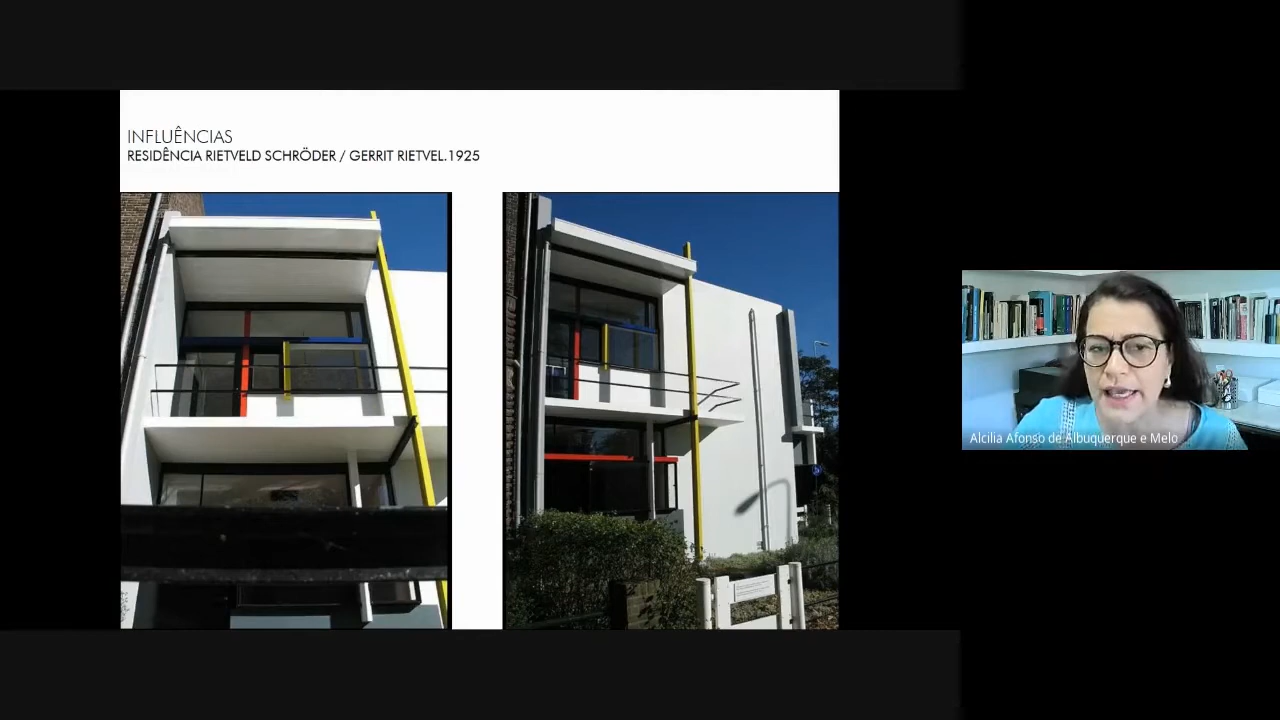 INFLUÊNCIAS
RESIDÊNCIA RIETVELD SCHRÖDER / GERRIT RIETVEL.1925
Alcilia Afonso de Albuquerque e Melo